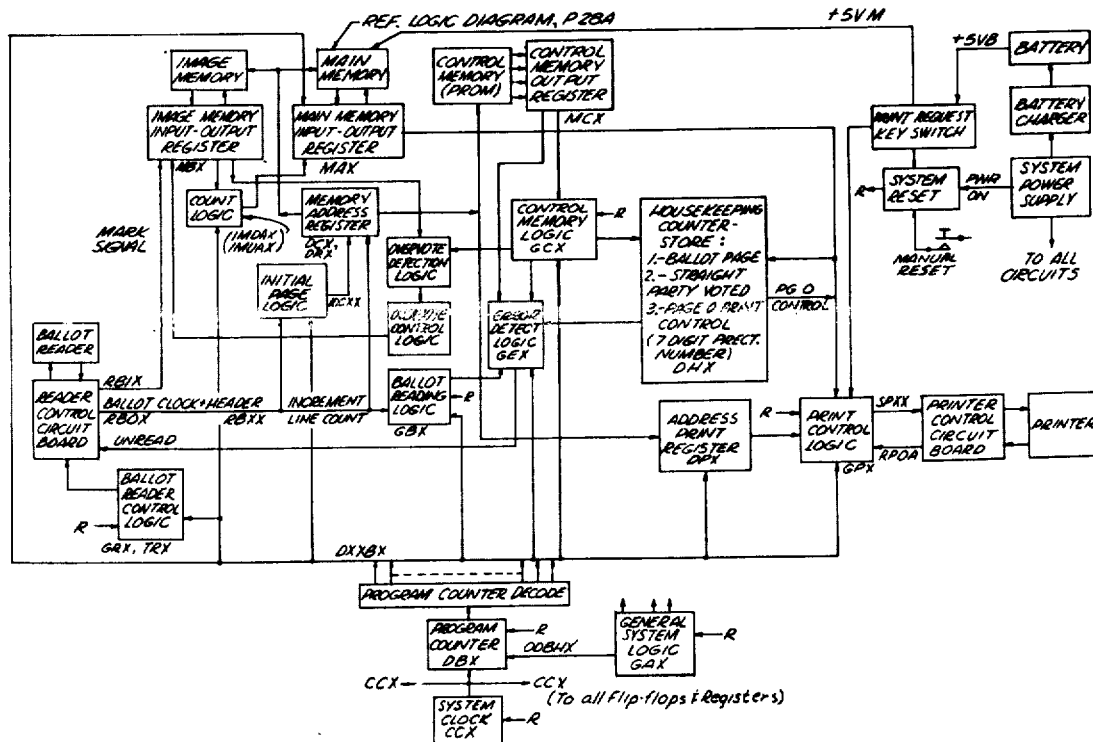 REF. LOGIC DIAGRAM, P28A
+5VM
IMAGE
MEMORY
MAIN
MEMORY
CONTROL
MEMORY
(PROM)
CONTROL
MEMORY
OUTPUT
REGISTER
MCX
+5VB
BATTERY
BATTERY
CHARGER
IMAGE MEMORY
INPUT-OUTPUT
REGISTER
MBX
MAIN MEMORY
INPUT-OUTPUT
REGISTER
MAX
PRINT REQUEST
KEY SWITCH
SYSTEM
RESET
R
PWR
ON
SYSTEM
POWER
SUPPLY
MANUAL
RESET
TO ALL
CIRCUITS
MARK
SIGNAL
COUNT
LOGIC
(IMDAX)
(IMUAX)
MEMORY
ADDRESS
REGISTER
DCX,
DRX
OVERVOTE
DETECTION
LOGIC
CONTROL
MEMORY
LOGIC
GCX
R
HOUSEKEEPING
COUNTER-
STORE:
1.-BALLOT PAGE
2.-STRAIGHT
PARTY VOTED
3.-PAGE O PRINT
CONTROL
(7 DIGIT PRECT.
NUMBER)
DHX
PG O
CONTROL
INITIAL
PAGE LOGIC
CONTROL
LOGIC
ERROR
DETECT
LOGIC
GEX
BALLOT
READER
RBIX
READER
CONTROL
CIRCUIT
BOARD
BALLOT CLOCK+HEADER
RBOX
RBXX
INCREMENT
LINE COUNT
UNREAD
BALLOT
READING
LOGIC
GBX
R
ADDRESS
PRINT
REGISTER
DPX
R
PRINT
CONTROL
LOGIC
GPX
SPXX
RPOA
PRINTER
CONTROL
CIRCUIT
BOARD
PRINTER
BALLOT
READER
CONTROL
LOGIC
R
GRX, TRX
DXXBX
PROGRAM COUNTER DECODE
PROGRAM
COUNTER
DBX
R
ODBHX
GENERAL
SYSTEM
LOGIC
GAX
R
CCX
CCX
(To all Flip-flops & Registers)
SYSTEM
CLOCK
CCX
R